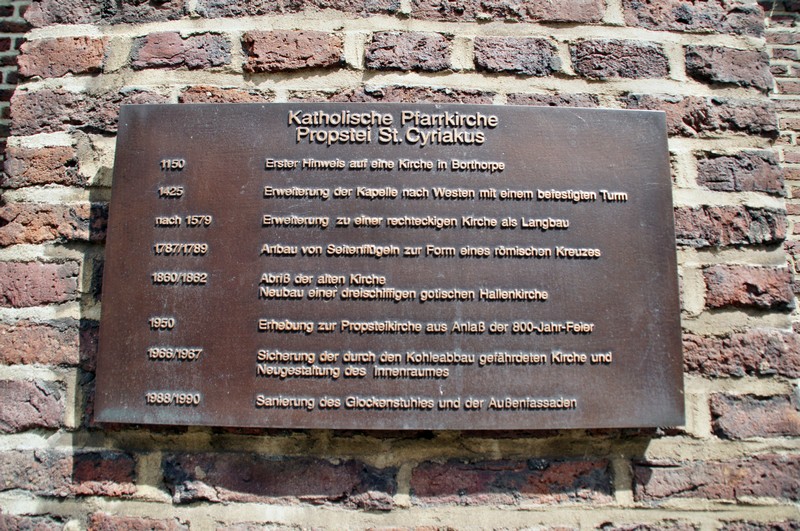 Katholische Pfarrkirche
Propstei St. Cyriakus
1150 Erster Hinweis auf eine Kirche in Borthorpe
1425 Erweiterung der Kapelle nach Westen mit einem befestigten Turm
nach 1579 Erweiterung zu einer rechteckigen Kirche als Langbau
1787/1789 Anbau von Seitenflügeln zur Form eines römischen Kreuzes
1860/1862 Abriß der alten Kirche
Neubau einer dreischiffigen gotischen Hallenkirche
1950 Erhebung zur Propsteikirche aus Anlaß der 800-Jahr-Feier
1966/1967 Sicherung der durch den Kohleabbau gefährdeten Kirche und
Neugestaltung des Innenraumes
1988/1990 Sanierung des Glockenstuhles und der Außenfassaden